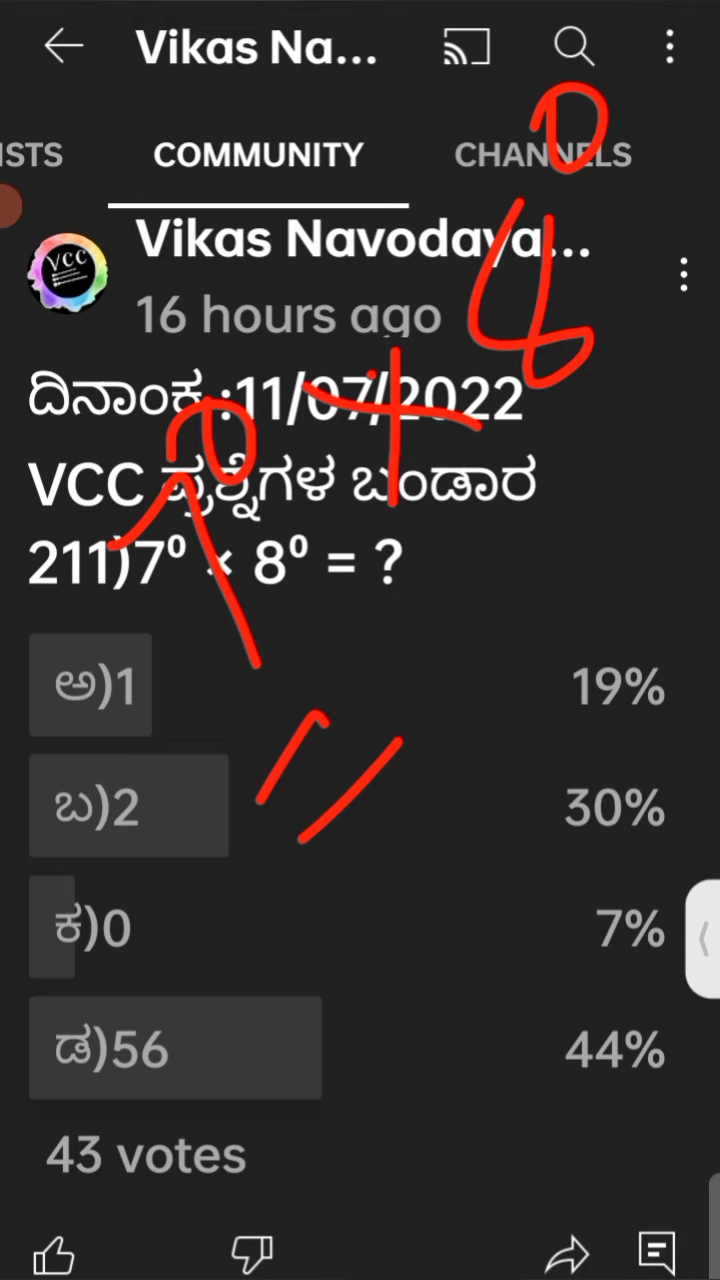 Vikas Na...
ISTS COMMUNITY CHANNELS
Vikas Navodaya...
16 hours ago
ದಿನಾಂಕ :11/07/2022
VCC ಪ್ರಶ್ನೆಗಳ ಬಂಡಾರ
211)7⁰ × 8⁰ = ?
ಅ)1 19%
ಬ)2 30%
ಕ)0 7%
ಡ)56 44%
43 votes